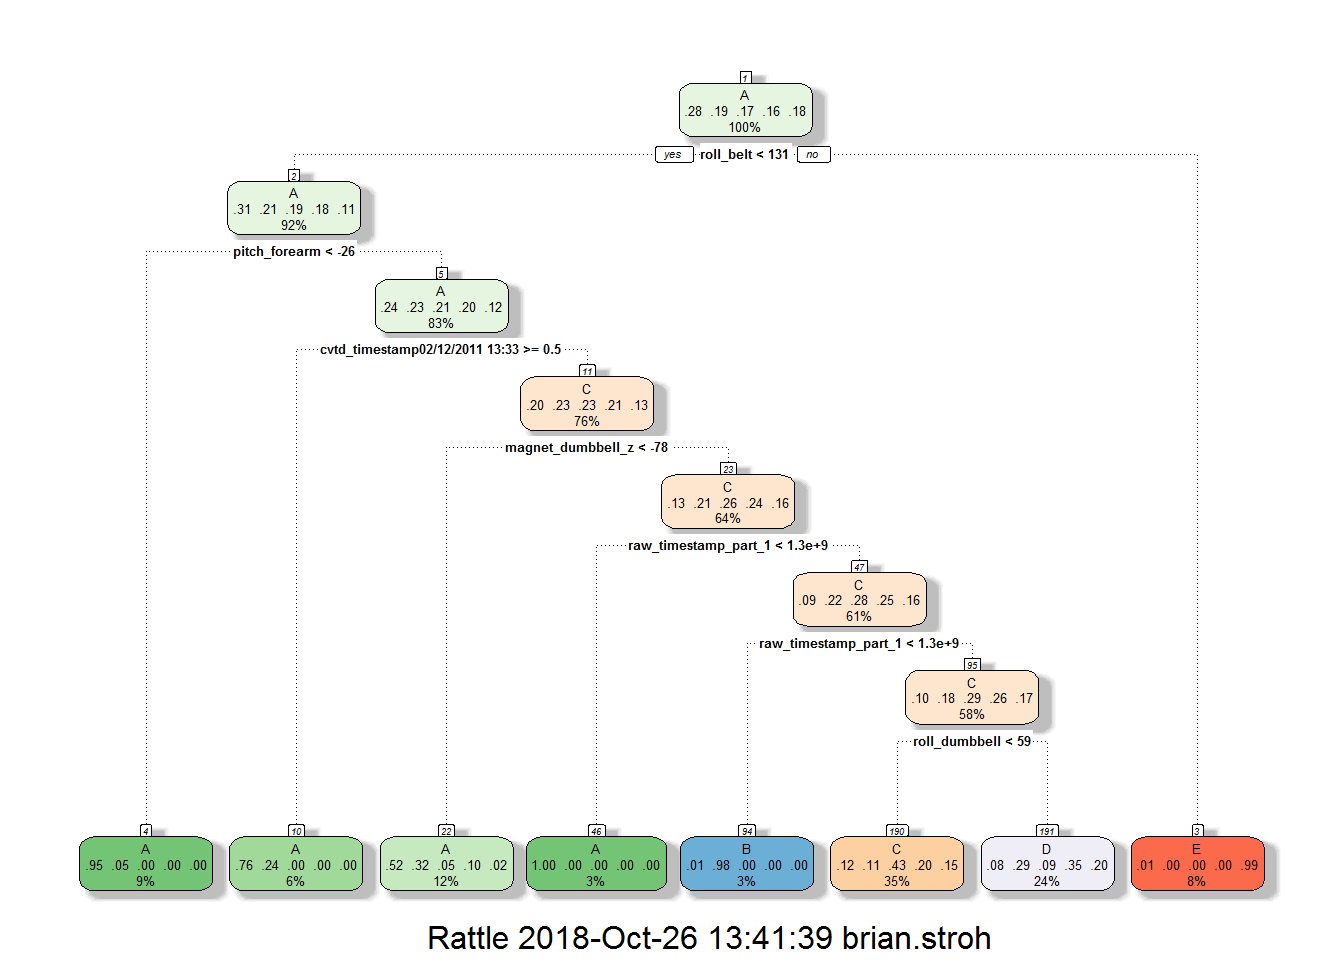 1
A
.28 .19 .17 .16 .18
100%
yes roll_belt < 131 no
2
A
.31 .21 .19 .18 .11
92%
pitch_forearm < -26
5
A
.24 .23 .21 .20 .12
83%
cvtd_timestamp02/12/2011 13:33 >= 0.5
11
C
.20 .23 .23 .21 .13
76%
magnet_dumbbell_z < -78
23
C
.13 .21 .26 .24 .16
64%
raw_timestamp_part_1 < 1.3e+9
47
C
.09 .22 .28 .25 .16
61%
raw_timestamp_part_1 < 1.3e+9
95
C
.10 .18 .29 .26 .17
58%
roll_dumbbell < 59
4
A
.95 .05 .00 .00 .00
9%
10
A
.76 .24 .00 .00 .00
6%
22
A
.52 .32 .05 .10 .02
12%
46
A
1.00 .00 .00 .00 .00
3%
94
B
.01 .98 .00 .00 .00
3%
190
C
.12 .11 .43 .20 .15
35%
191
D
.08 .29 .09 .35 .20
24%
3
E
.01 .00 .00 .00 .99
8%
Rattle 2018-Oct-26 13:41:39 brian.stroh